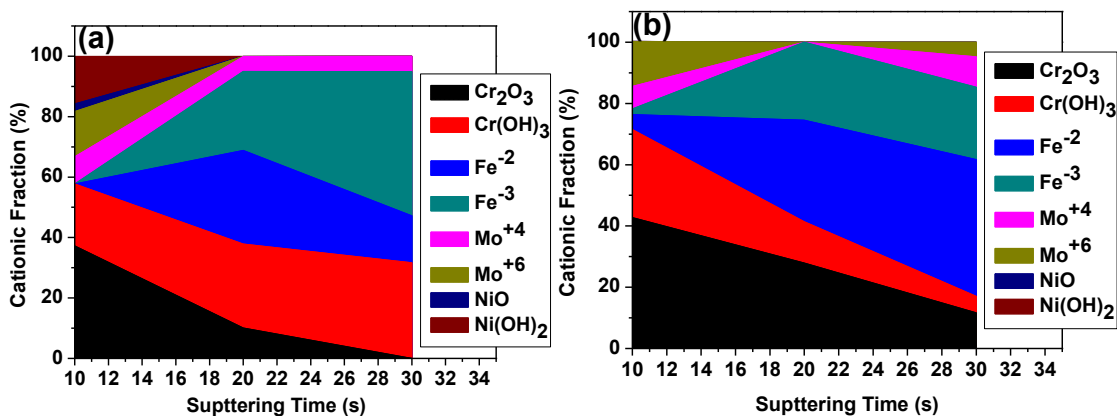 (a)
100
80
60
40
20
0
Cationic Fraction (%)
10 12 14 16 18 20 22 24 26 28 30 32 34
Supttering Time (s)
Cr2O3
Cr(OH)3
Fe-2
Fe-3
Mo+4
Mo+6
NiO
Ni(OH)2
(b)
100
80
60
40
20
0
Cationic Fraction (%)
10 12 14 16 18 20 22 24 26 28 30 32 34
Supttering Time (s)
Cr2O3
Cr(OH)3
Fe-2
Fe-3
Mo+4
Mo+6
NiO
Ni(OH)2